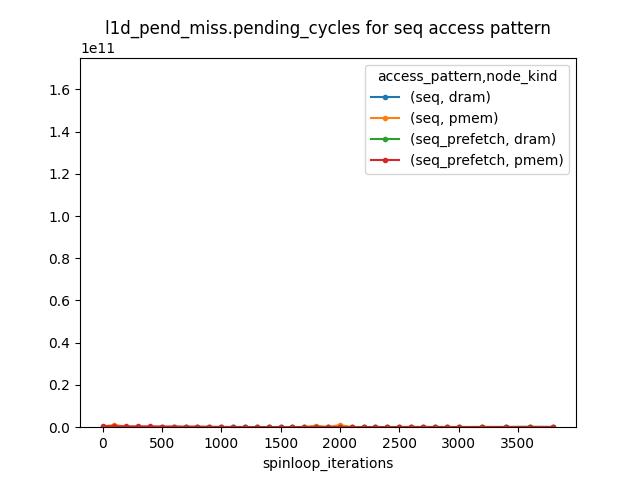 l1d_pend_miss.pending_cycles for seq access pattern
1e11
access_pattern,node_kind
(seq, dram)
(seq, pmem)
(seq_prefetch, dram)
(seq_prefetch, pmem)
1.6
1.4
1.2
1.0
0.8
0.6
0.4
0.2
0.0
0 500 1000 1500 2000 2500 3000 3500
spinloop_iterations